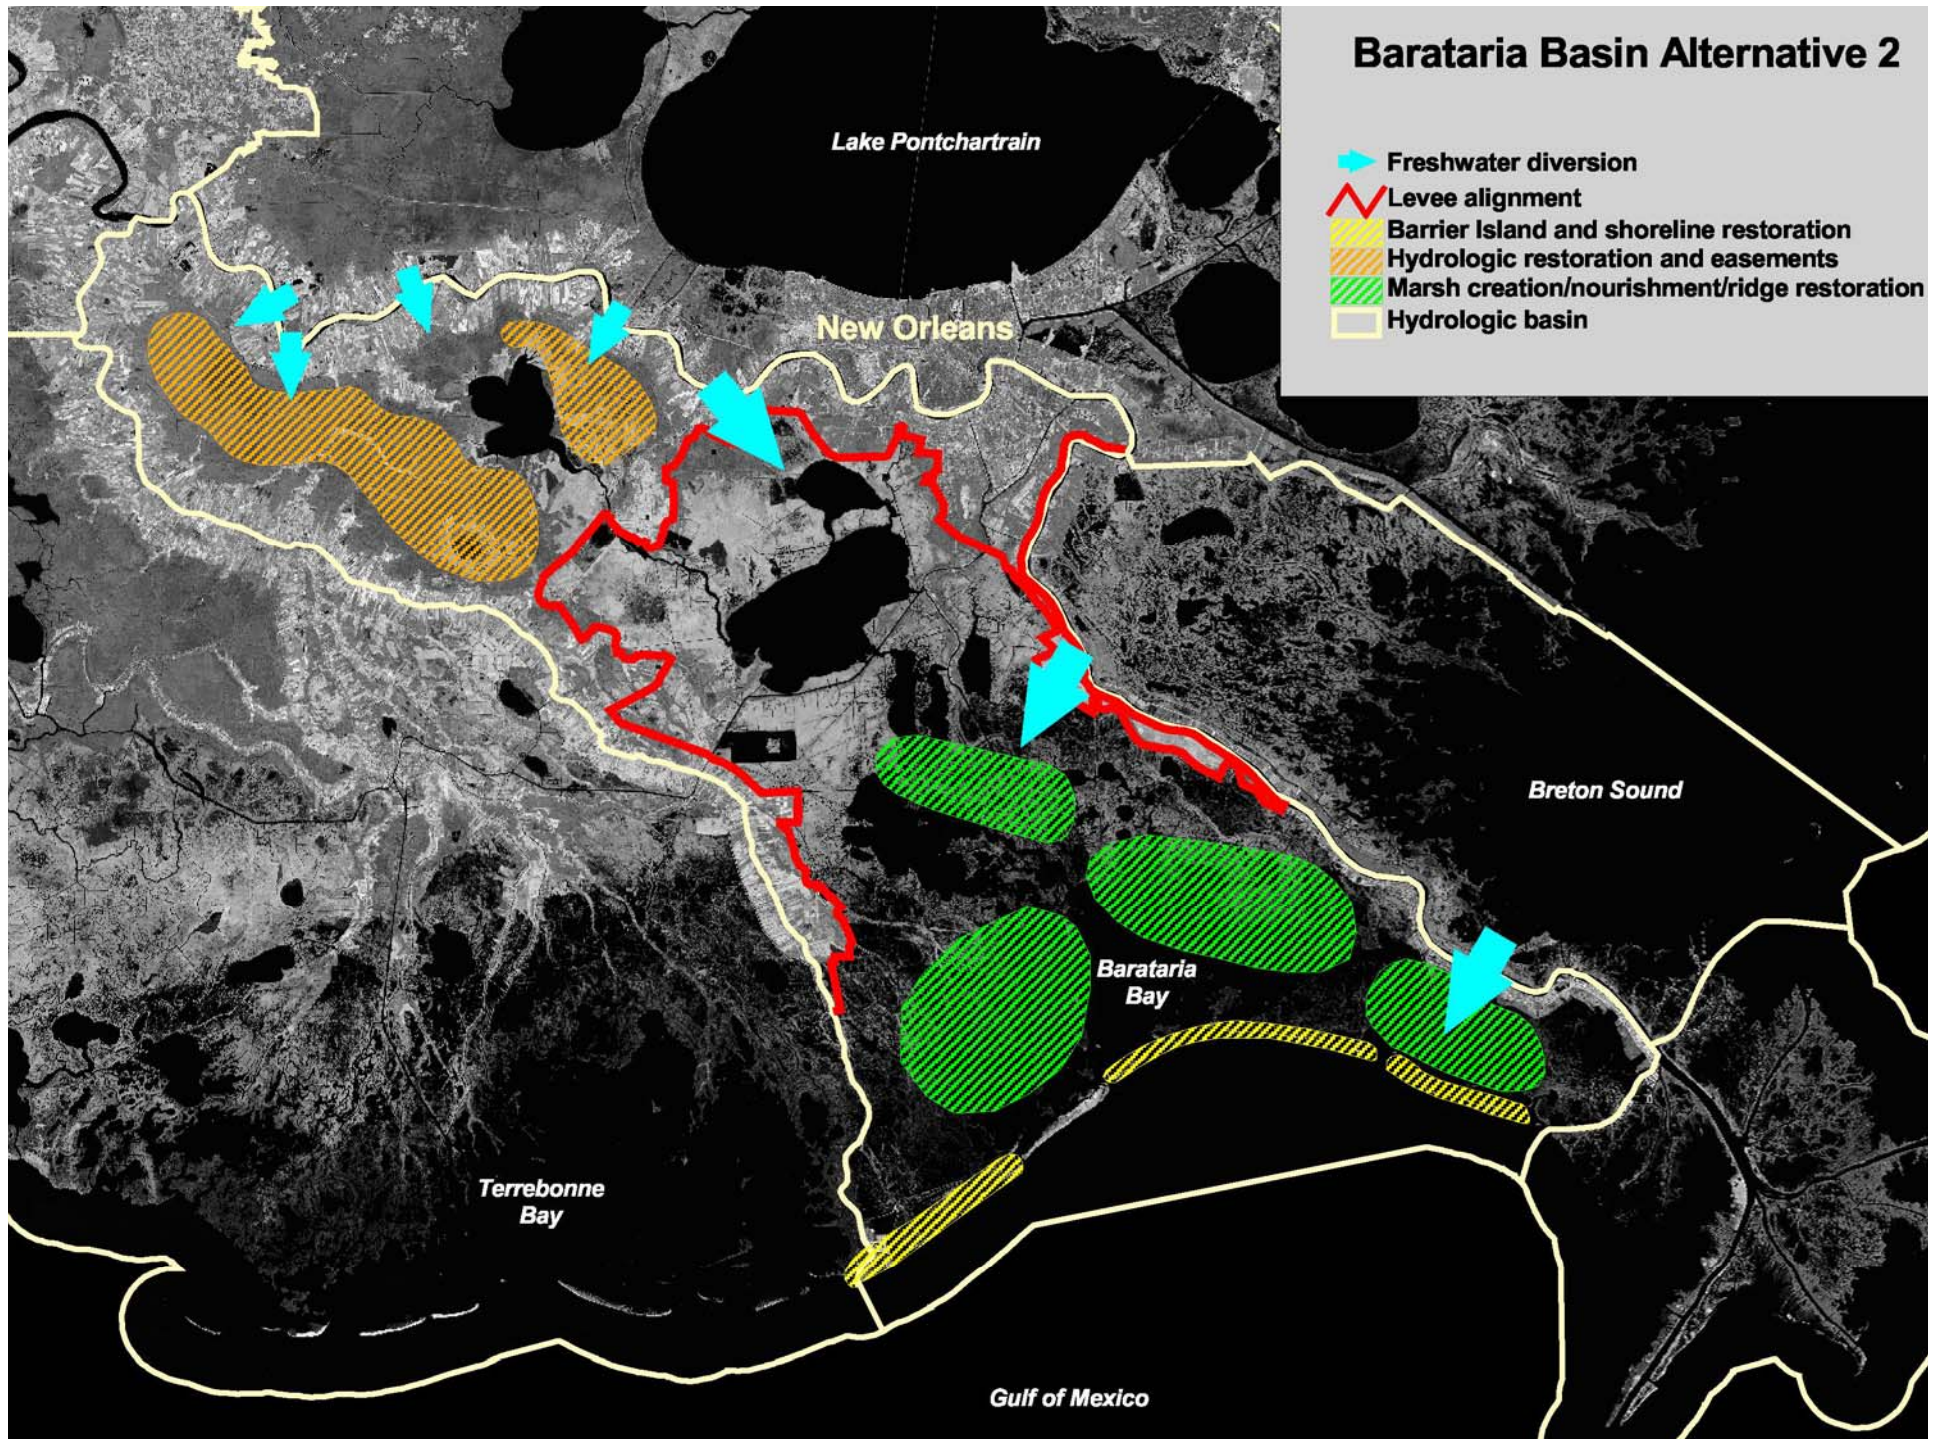 Barataria Basin Alternative 2
Lake Pontchartrain
Freshwater diversion
Levee alignment
Barrier Island and shoreline restoration
Hydrologic restoration and easements
Marsh creation/nourishment/ridge restoration
Hydrologic basin
New Orleans
Breton Sound
Barataria
Bay
Terrebonne
Bay
Gulf of Mexico